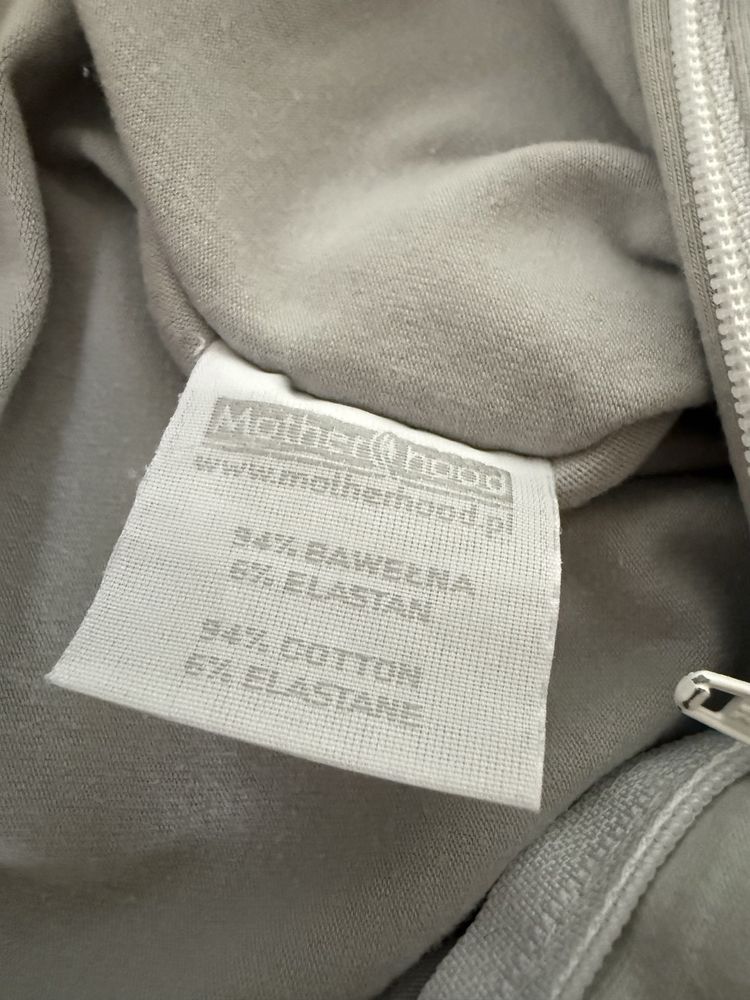 Mother hood
www.motherhood.pl
94% BAWEŁNA
6% ELASTAN
94% COTTON
6% ELASTANE